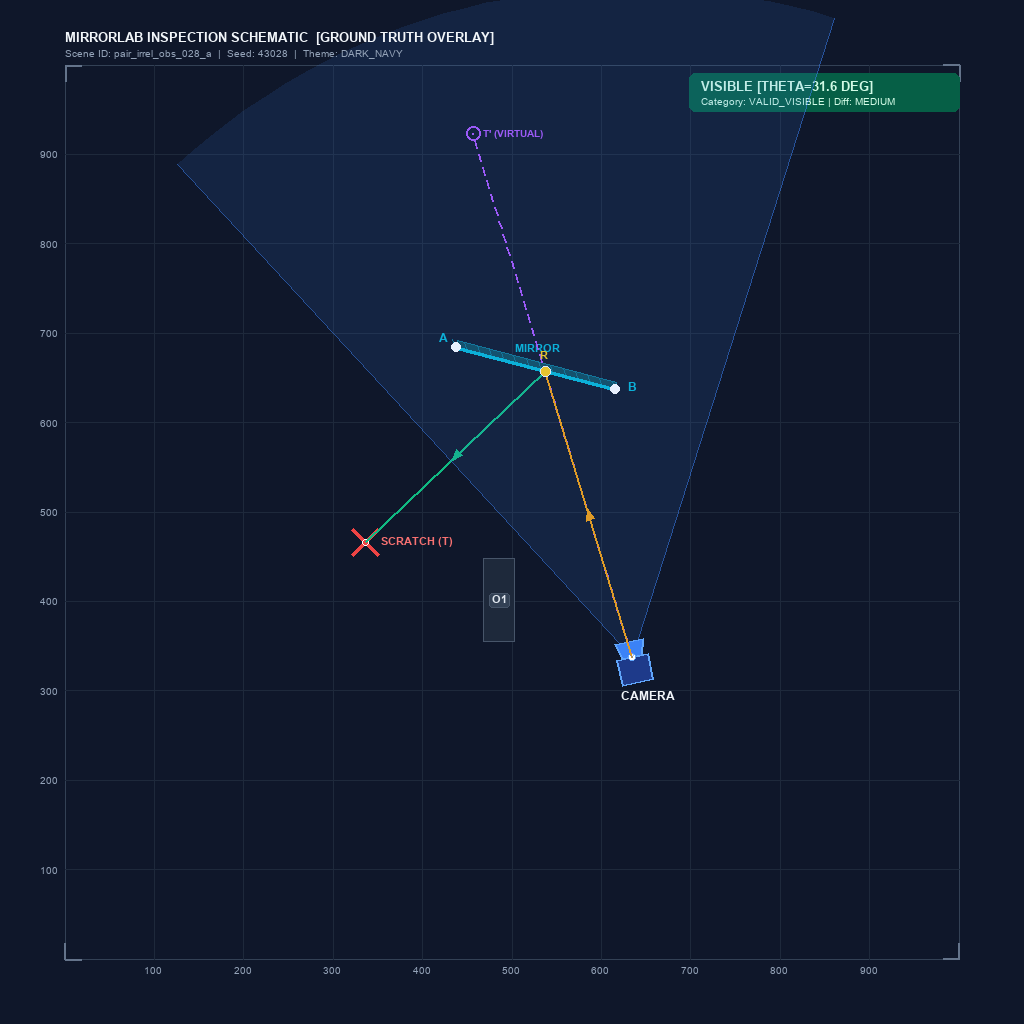 MIRRORLAB INSPECTION SCHEMATIC [GROUND TRUTH OVERLAY]
Scene ID: pair_irrel_obs_028_a | Seed: 43028 | Theme: DARK_NAVY
VISIBLE [THETA=31.6 DEG]
Category: VALID_VISIBLE | Diff: MEDIUM
T' (VIRTUAL)
A
MIRROR
R
B
SCRATCH (T)
O1
CAMERA
900
800
700
600
500
400
300
200
100
100 200 300 400 500 600 700 800 900